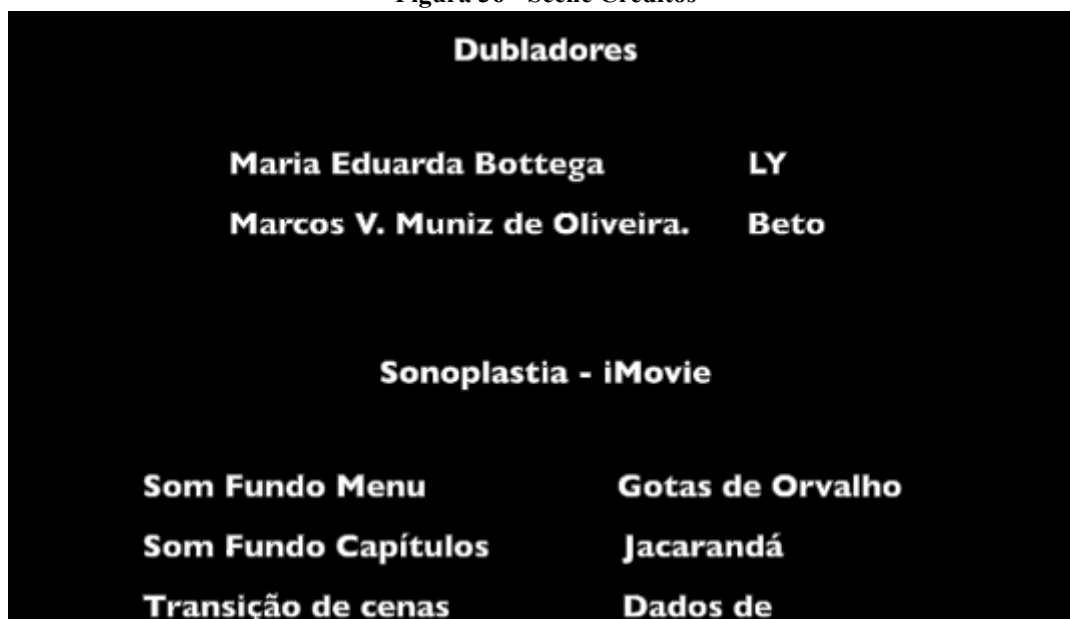 Dubladores
Maria Eduarda Bottega LY
Marcos V. Muniz de Oliveira. Beto
Sonoplastia - iMovie
Som Fundo Menu Gotas de Orvalho
Som Fundo Capítulos Jacarandá
Transição de cenas Dados de